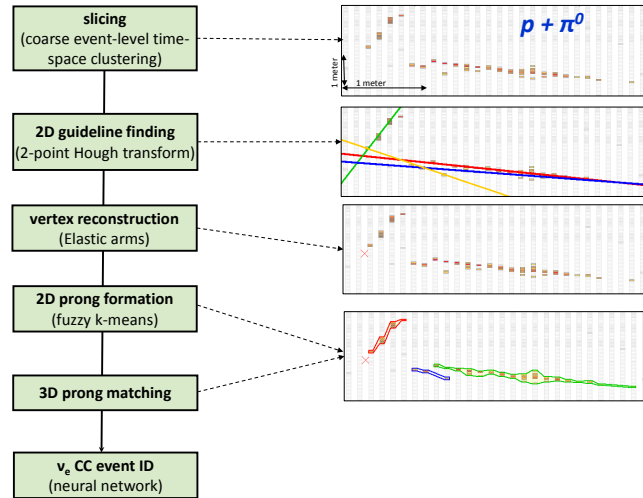 slicing
(coarse event-level time-
space clustering)
p + π⁰
1 meter
1 meter
2D guideline finding
(2-point Hough transform)
vertex reconstruction
(Elastic arms)
2D prong formation
(fuzzy k-means)
3D prong matching
νₑ CC event ID
(neural network)